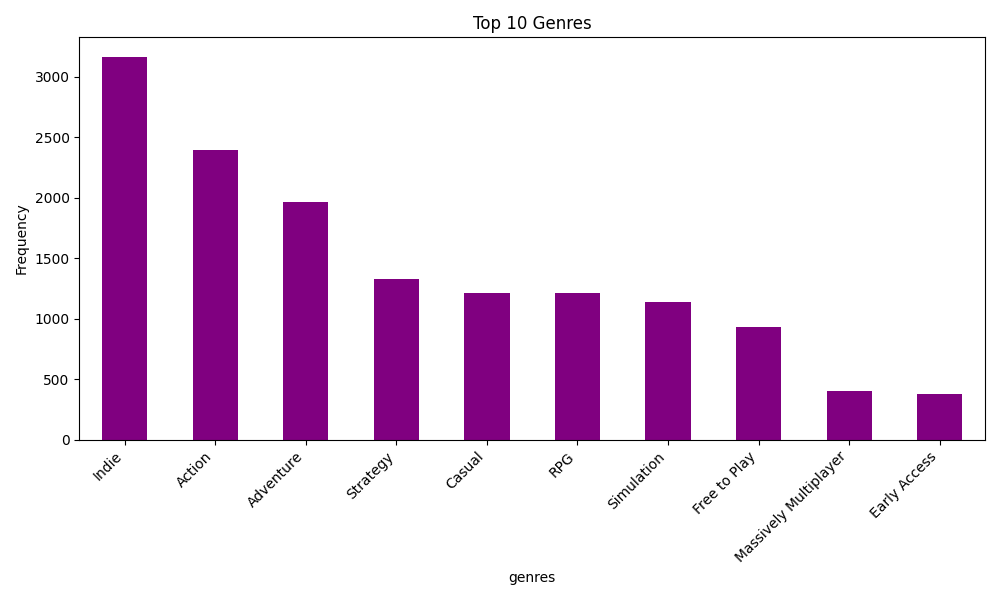 Top 10 Genres
Frequency
3000
2500
2000
1500
1000
500
0
Indie
Action
Adventure
Strategy
Casual
RPG
Simulation
Free to Play
Massively Multiplayer
Early Access
genres